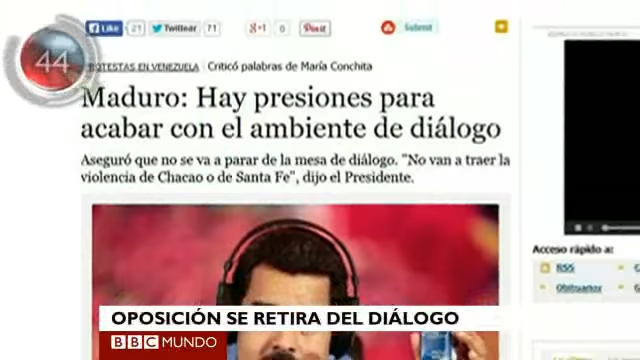 Like 21 Twittear 71 +1 0 Pinit Submit
44
PROTESTAS EN VENEZUELA Criticó palabras de María Conchita
Maduro: Hay presiones para
acabar con el ambiente de diálogo
Aseguró que no se va a parar de la mesa de diálogo. "No van a traer la
violencia de Chacao o de Santa Fe", dijo el Presidente.
Acceso rápido a:
RSS
Obituarios
OPOSICIÓN SE RETIRA DEL DIÁLOGO
BBC MUNDO